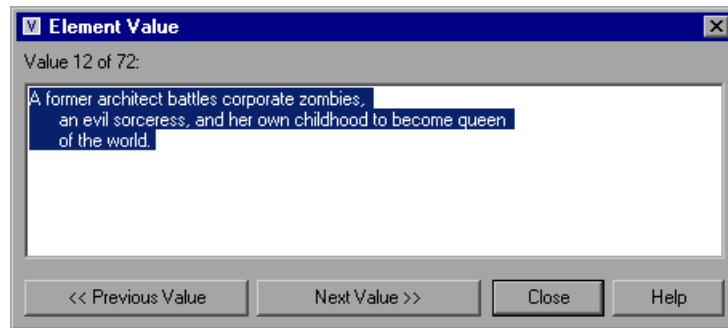 V Element Value
Value 12 of 72:
A former architect battles corporate zombies,
an evil sorceress, and her own childhood to become queen
of the world.
<< Previous Value Next Value >> Close Help